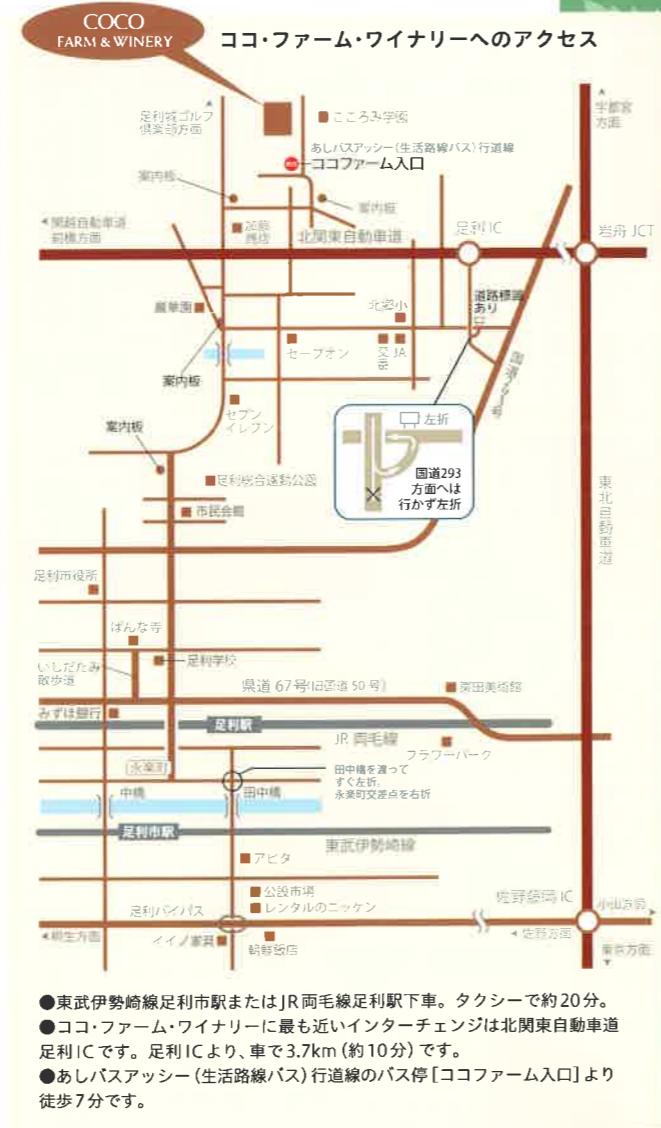 COCO
FARM & WINERY
ココ・ファーム・ワイナリーへのアクセス
足利城ゴルフ
倶楽部方面
こころみ学園
宇都宮
方面
あしバスアッシー(生活路線バス)行道線
ココファーム入口
案内板
案内板
関越自動車道
前橋方面
北関東自動車道
足利IC
岩舟 JCT
道路標識
あり
北郷小
巖華園
セーブオン
交番
JA
国道293号
案内板
セブン
イレブン
左折
国道293
方面へは
行かず左折
案内板
足利総合運動公園
市民会館
東北自動車道
足利市役所
ばんな寺
足利学校
いしだたみ
散歩道
県道 67号(旧国道 50 号)
栗田美術館
みずほ銀行
足利駅
JR 両毛線
フラワーパーク
永楽町
田中橋を渡って
すぐ左折、
永楽町交差点を右折
中橋
田中橋
足利市駅
東武伊勢崎線
アピタ
公設市場
レンタルのニッケン
足利バイパス
佐野藤岡 IC
小山方面
桐生方面
イイノ家具
朝鮮飯店
佐野方面
東京方面
●東武伊勢崎線足利市駅またはJR両毛線足利駅下車。タクシーで約20分。
●ココ・ファーム・ワイナリーに最も近いインターチェンジは北関東自動車道
足利ICです。足利ICより、車で3.7km(約10分)です。
●あしバスアッシー(生活路線バス)行道線のバス停[ココファーム入口]より
徒歩7分です。